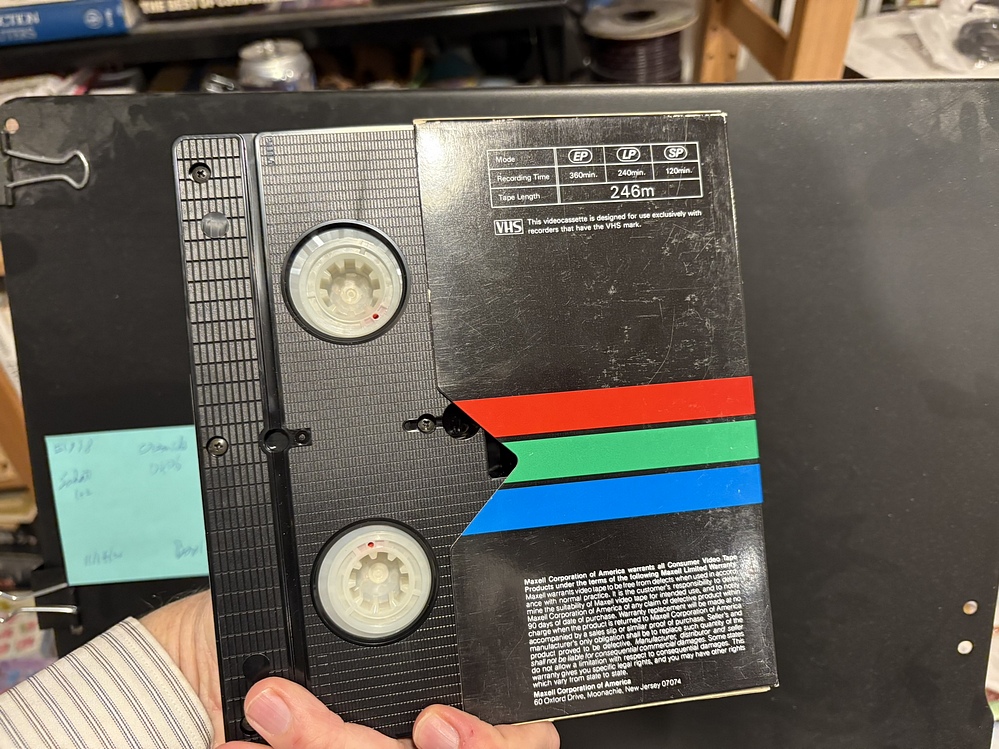 THE BEST OF
Mode EP LP SP
Recording Time 360min. 240min. 120min.
Tape Length 246m
VHS This videocassette is designed for use exclusively with
recorders that have the VHS mark.
Maxell Corporation of America warrants all Consumer Video Tape
Products under the terms of the following Maxell Limited Warranty
Maxell warrants video tape to be free from defects when used in accord-
ance with normal practice. It is the customer's responsibility to deter-
mine the suitability of Maxell video tape for intended use, and to notify
Maxell Corporation of America of any claim of defective product within
90 days of date of purchase. Warranty replacement will be made at no
charge when the product is returned to Maxell Corporation of America
accompanied by a sales slip or similar proof of purchase. Seller's and
manufacturer's only obligation shall be to replace such quantity of the
product proved to be defective. Manufacturer, distributor and seller
shall not be liable for consequential commercial damages. Some states
do not allow a limitation with respect to consequential damages. This
warranty gives you specific legal rights, and you may have other rights
which vary from state to state.
Maxell Corporation of America
60 Oxford Drive, Moonachie, New Jersey 07074